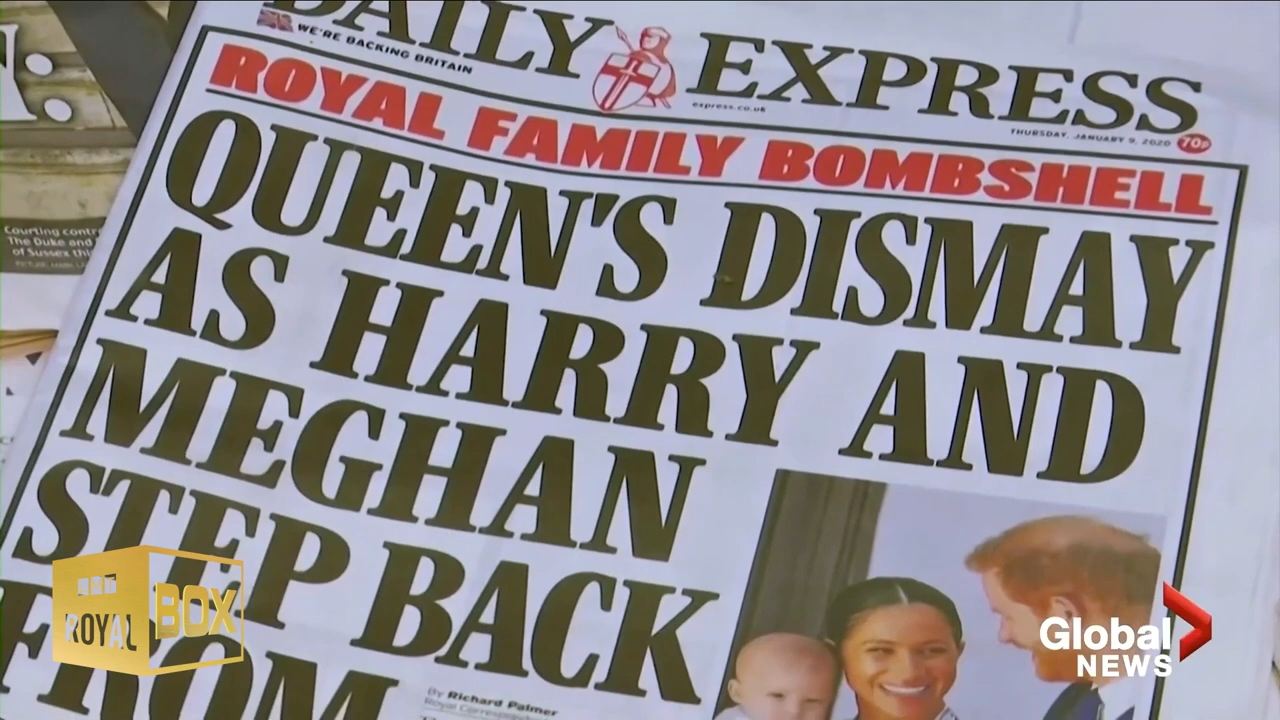 DAILY EXPRESS
WE'RE BACKING BRITAIN
express.co.uk
THURSDAY, JANUARY 9, 2020 70p
ROYAL FAMILY BOMBSHELL
QUEEN'S DISMAY
AS HARRY AND
MEGHAN
STEP BACK
FROM
By Richard Palmer
Royal
Courting
The Duke and
of Sussex
ROYAL BOX
Global
NEWS